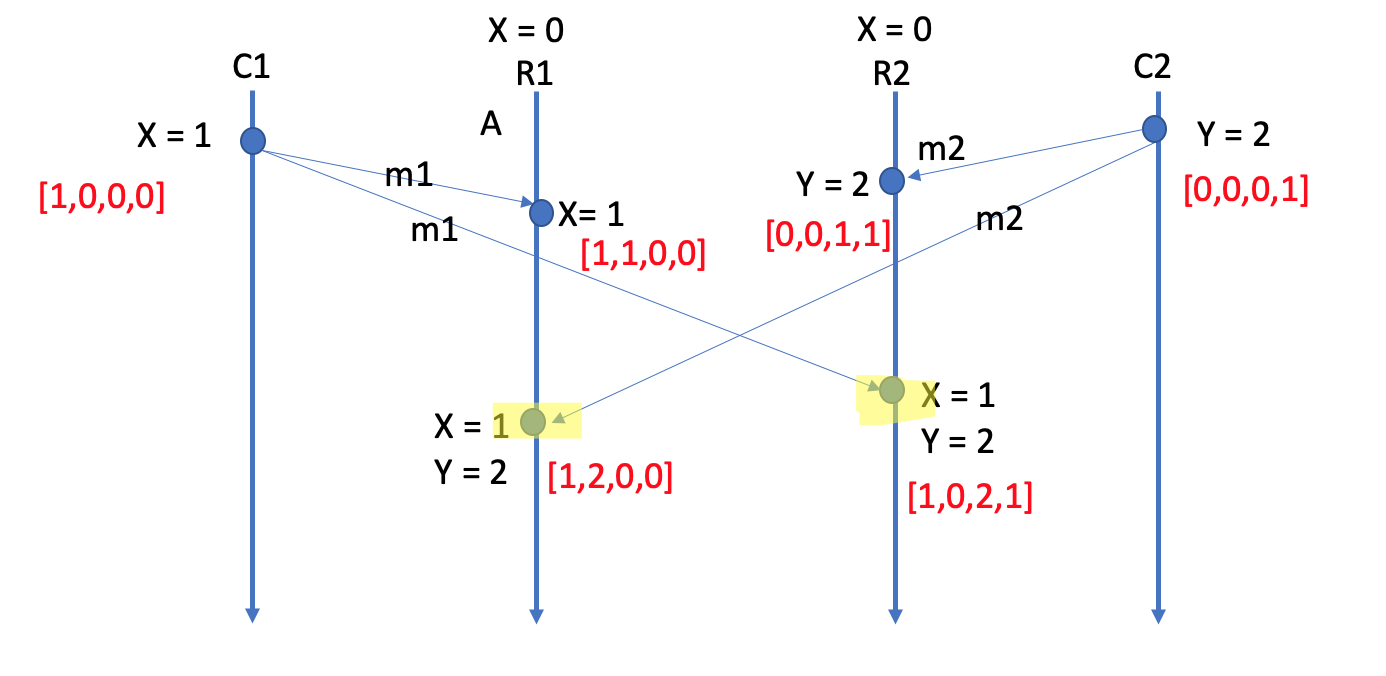 X = 0
X = 0
C1
R1
R2
C2
A
X = 1
Y = 2
m2
m1
Y = 2
[1,0,0,0]
[0,0,0,1]
X= 1
m2
m1
[0,0,1,1]
[1,1,0,0]
X = 1
Y = 2
X = 1
Y = 2
[1,2,0,0]
[1,0,2,1]